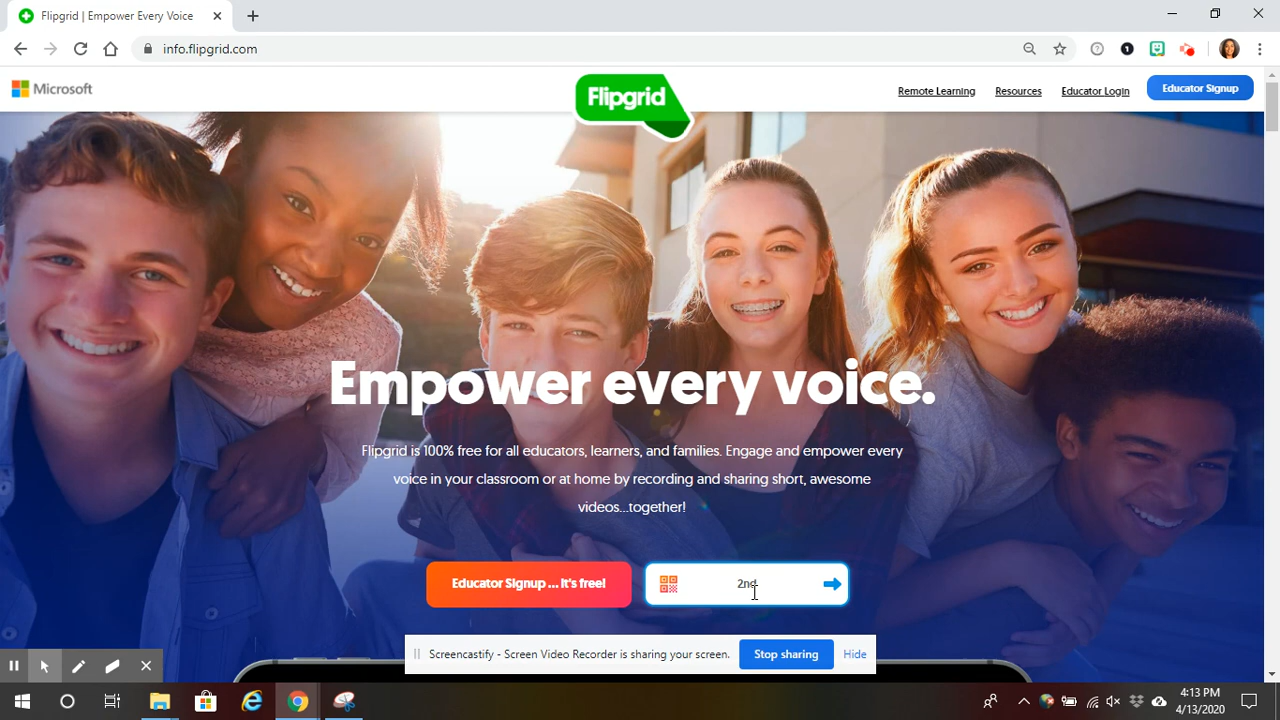 Flipgrid | Empower Every Voice
info.flipgrid.com
Microsoft
Flipgrid
Remote Learning
Resources
Educator Login
Educator Signup
Empower every voice.
Flipgrid is 100% free for all educators, learners, and families. Engage and empower every
voice in your classroom or at home by recording and sharing short, awesome
videos...together!
Educator Signup ... It's free!
2nd
Screencastify - Screen Video Recorder is sharing your screen.
Stop sharing
Hide
4:13 PM
4/13/2020